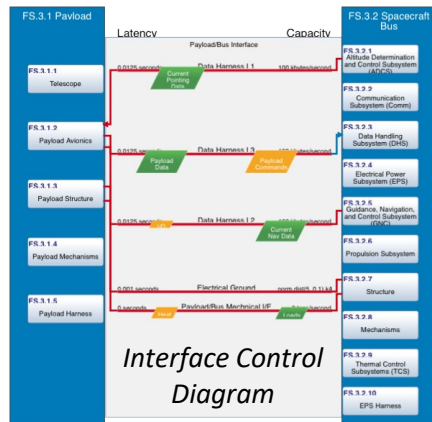 FS.3.1 Payload
FS.3.2 Spacecraft
Bus
Latency
Capacity
Payload/Bus Interface
FS.3.1.1
Telescope
FS.3.1.2
Payload Avionics
FS.3.1.3
Payload Structure
FS.3.1.4
Payload Mechanisms
FS.3.1.5
Payload Harness
0.0125 seconds
Data Harness L1
100 kbytes/second
Current
Pointing
Data
0.0125 seconds
Data Harness L3
Payload
Data
Payload
Commands
0.0125 seconds
Data Harness L2
Current
Nav Data
0.001 seconds
Electrical Ground
0 seconds
Payload/Bus Mechnical I/F
Heat
Loads
Interface Control
Diagram
FS.3.2.1
Altitude Determination
and Control Subsystem
(ADCS)
FS.3.2.2
Communication
Subsystem (Comm)
FS.3.2.3
Data Handling
Subsystem (DHS)
FS.3.2.4
Electrical Power
Subsystem (EPS)
FS.3.2.5
Guidance, Navigation,
and Control Subsystem
(GNC)
FS.3.2.6
Propulsion Subsystem
FS.3.2.7
Structure
FS.3.2.8
Mechanisms
FS.3.2.9
Thermal Control
Subsystems (TCS)
FS.3.2.10
EPS Harness